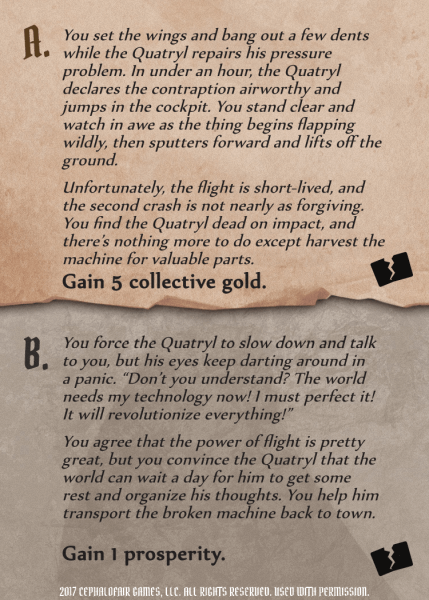 A.
You set the wings and bang out a few dents
while the Quatryl repairs his pressure
problem. In under an hour, the Quatryl
declares the contraption airworthy and
jumps in the cockpit. You stand clear and
watch in awe as the thing begins flapping
wildly, then sputters forward and lifts off the
ground.
Unfortunately, the flight is short-lived, and
the second crash is not nearly as forgiving.
You find the Quatryl dead on impact, and
there's nothing more to do except harvest the
machine for valuable parts.
Gain 5 collective gold.
B.
You force the Quatryl to slow down and talk
to you, but his eyes keep darting around in
a panic. “Don't you understand? The world
needs my technology now! I must perfect it!
It will revolutionize everything!”
You agree that the power of flight is pretty
great, but you convince the Quatryl that the
world can wait a day for him to get some
rest and organize his thoughts. You help him
transport the broken machine back to town.
Gain 1 prosperity.
2017 CEPHALOFAIR GAMES, LLC. ALL RIGHTS RESERVED. USED WITH PERMISSION.